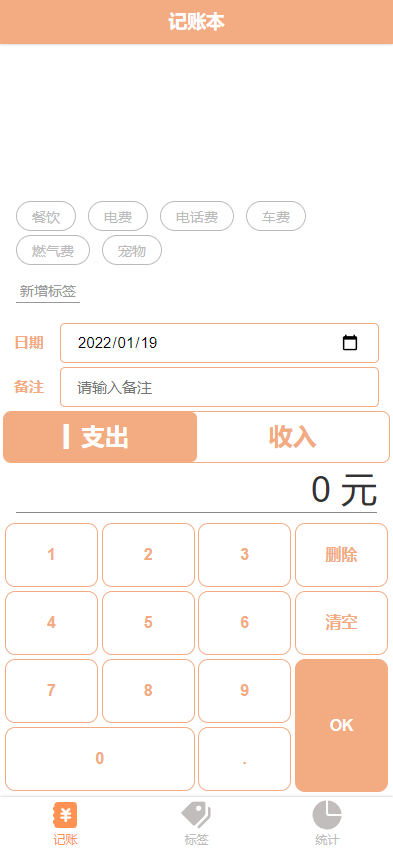 记账本
餐饮 电费 电话费 车费
燃气费 宠物
新增标签
日期 2022/01/19
备注 请输入备注
支出 收入
0 元
1 2 3 删除
4 5 6 清空
7 8 9
OK
0 .
¥
记账 标签 统计